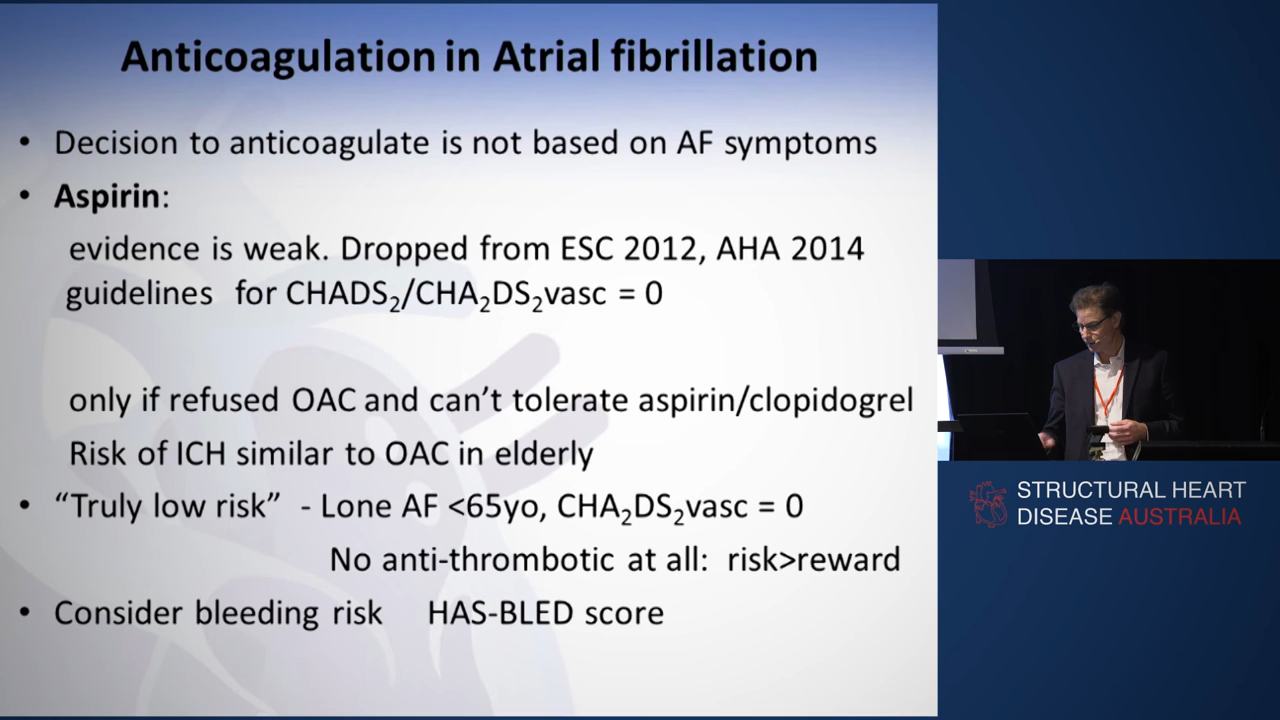 Anticoagulation in Atrial fibrillation
• Decision to anticoagulate is not based on AF symptoms
• Aspirin:
evidence is weak. Dropped from ESC 2012, AHA 2014
guidelines for CHADS₂/CHA₂DS₂vasc = 0
only if refused OAC and can’t tolerate aspirin/clopidogrel
Risk of ICH similar to OAC in elderly
• “Truly low risk” - Lone AF <65yo, CHA₂DS₂vasc = 0
No anti-thrombotic at all: risk>reward
• Consider bleeding risk HAS-BLED score
STRUCTURAL HEART
DISEASE AUSTRALIA